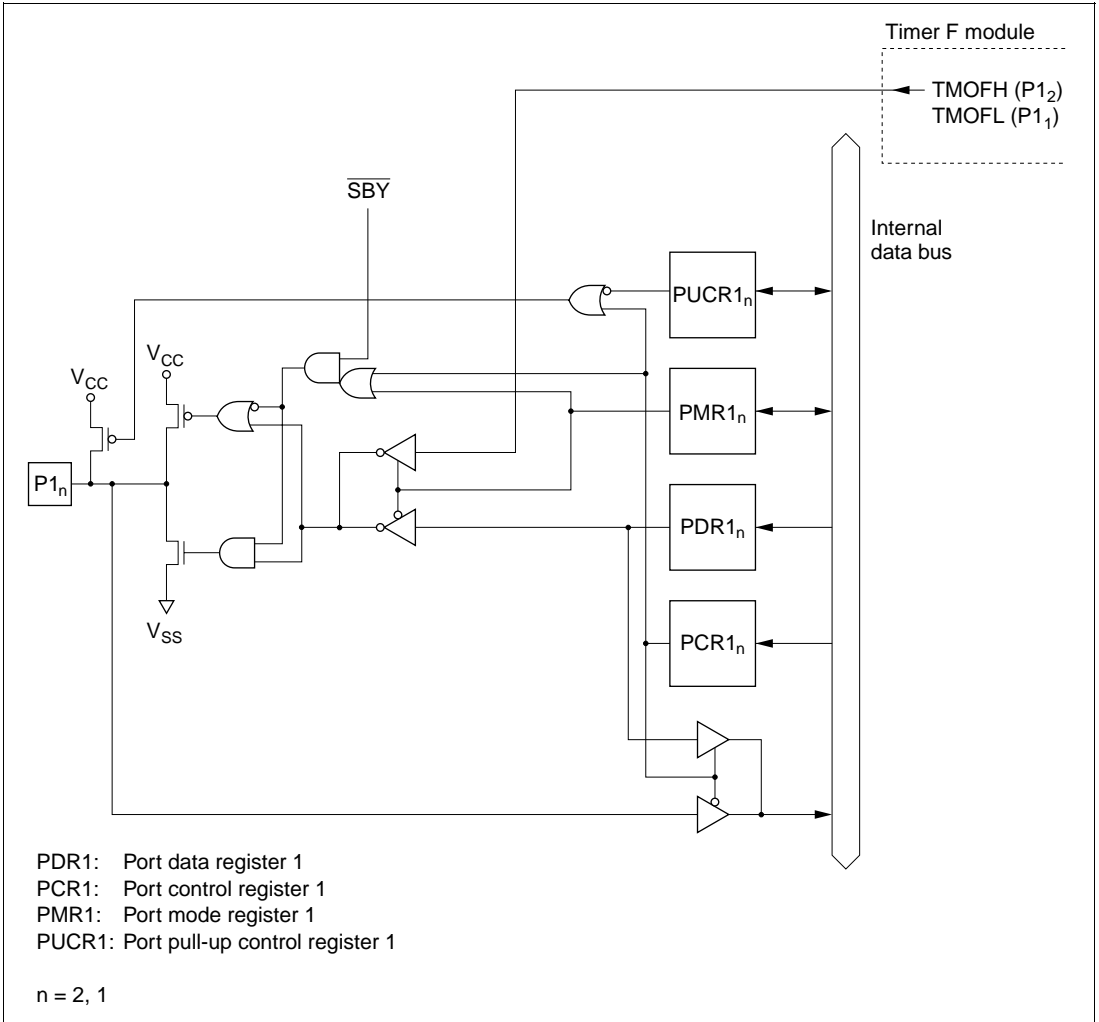 Timer F module
TMOFH (P1₂)
TMOFL (P1₁)
SBY
Internal
data bus
PUCR1ₙ
V_CC
V_CC
PMR1ₙ
P1ₙ
PDR1ₙ
V_SS
PCR1ₙ
PDR1: Port data register 1
PCR1: Port control register 1
PMR1: Port mode register 1
PUCR1: Port pull-up control register 1
n = 2, 1